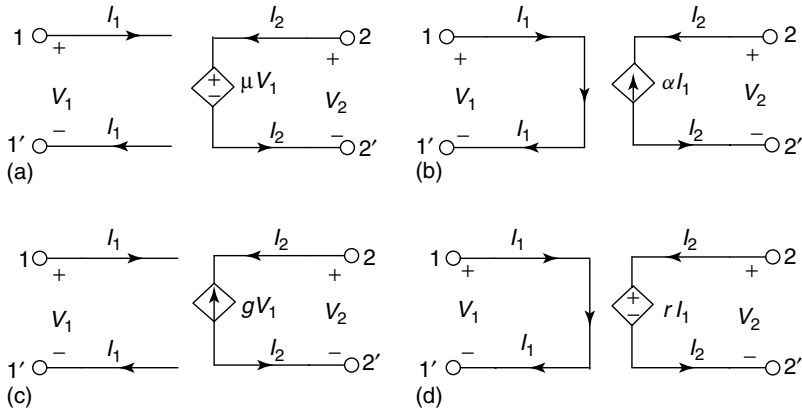 I1 I2 I1 I2
1 + 2 + 1 + 2 +
V1 + − μV1 V2 V1 αI1 V2
1′ − I1 I2 − 2′ 1′ − I1 I2 − 2′
(a) (b)
I1 I2 I1 I2
1 + 2 + 1 + 2 +
V1 gV1 V2 V1 + − rI1 V2
1′ − I1 I2 − 2′ 1′ − I1 I2 − 2′
(c) (d)